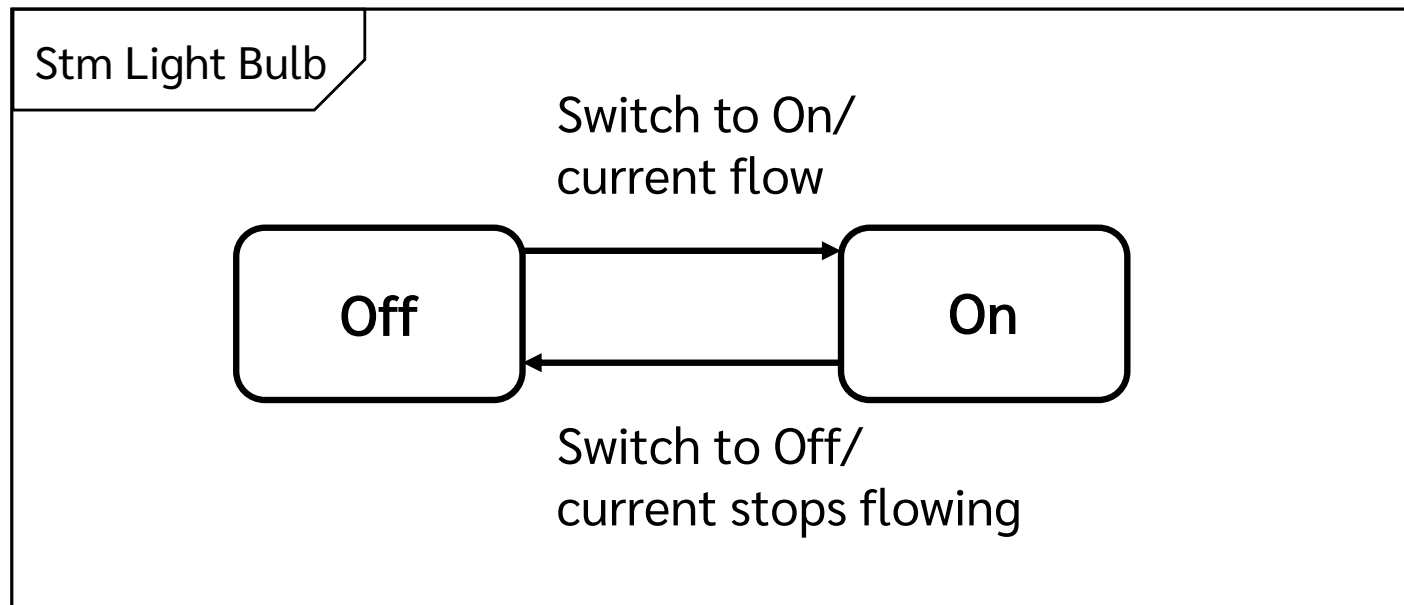 Stm Light Bulb
Switch to On/
current flow
Off
On
Switch to Off/
current stops flowing